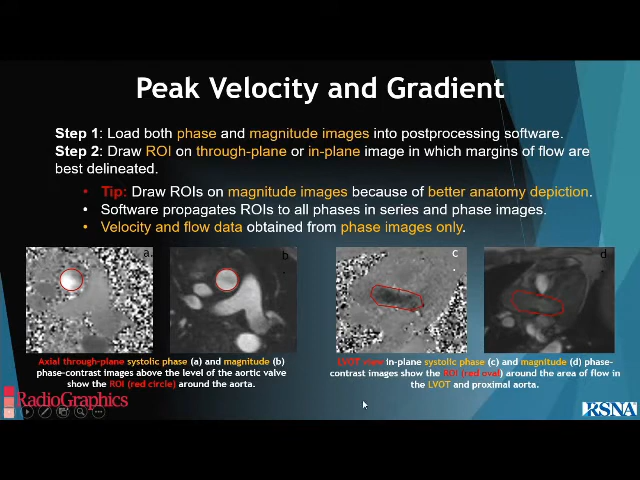 Peak Velocity and Gradient
Step 1: Load both phase and magnitude images into postprocessing software.
Step 2: Draw ROI on through-plane or in-plane image in which margins of flow are
best delineated.
• Tip: Draw ROIs on magnitude images because of better anatomy depiction.
• Software propagates ROIs to all phases in series and phase images.
• Velocity and flow data obtained from phase images only.
a.
b
.
c
.
d
.
Axial through-plane systolic phase (a) and magnitude (b)
phase-contrast images above the level of the aortic valve
show the ROI (red circle) around the aorta.
LVOT view in-plane systolic phase (c) and magnitude (d) phase-
contrast images show the ROI (red oval) around the area of flow in
the LVOT and proximal aorta.
RadioGraphics
RSNA